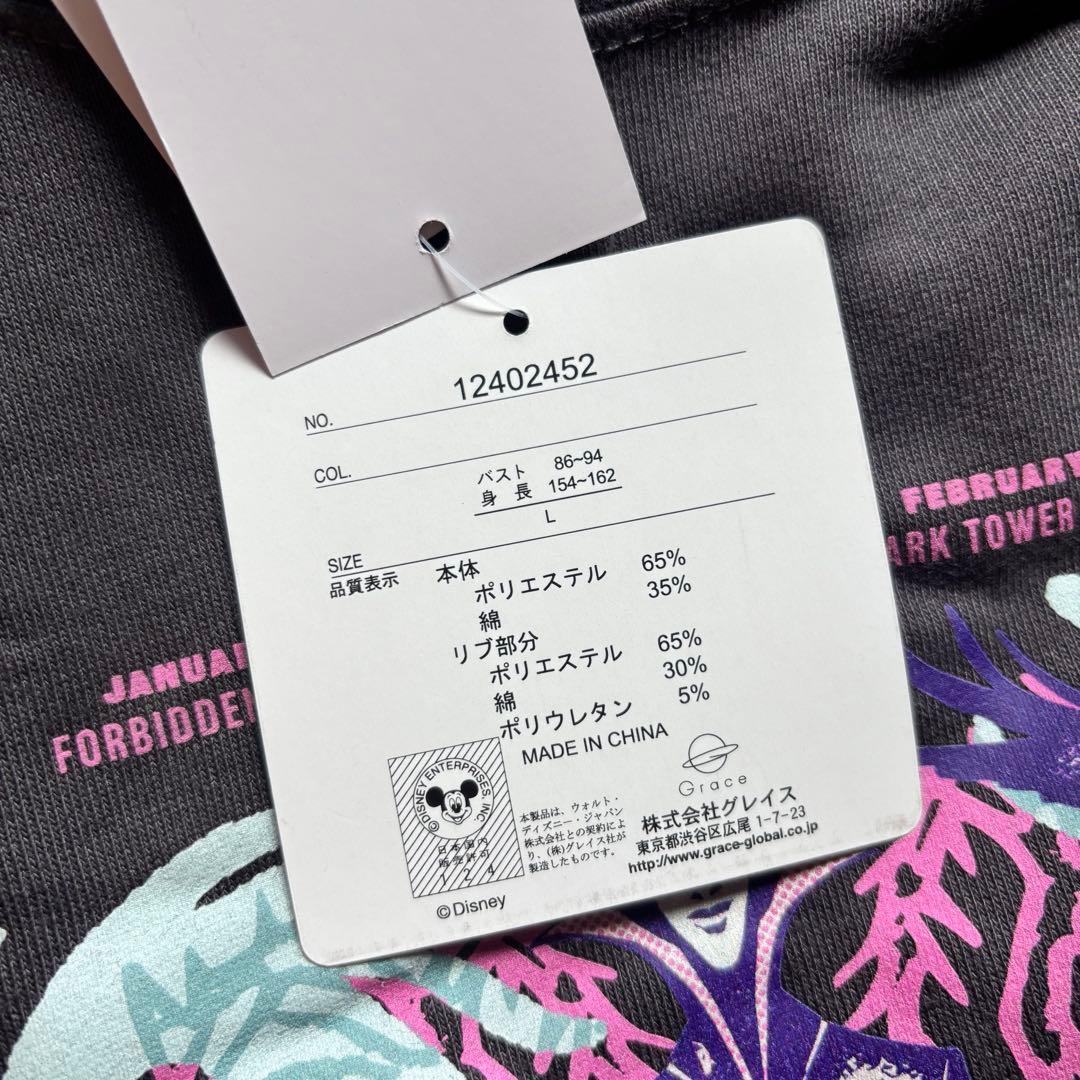 NO. 12402452
COL.
バスト 86~94
身 長 154~162
SIZE L
品質表示 本体
ポリエステル 65%
綿 35%
リブ部分
ポリエステル 65%
綿 30%
ポリウレタン 5%
MADE IN CHINA
©DISNEY ENTERPRISES, INC.
日本国内
販売許可
1 2 4
©Disney
本製品は、ウォルト・
ディズニー・ジャパン
株式会社との契約によ
り、(株)グレイス社が
製造したものです。
Grace
株式会社グレイス
東京都渋谷区広尾 1-7-23
http://www.grace-global.co.jp
FEBRUARY
ARK TOWER
JANUAR
FORBIDDEN